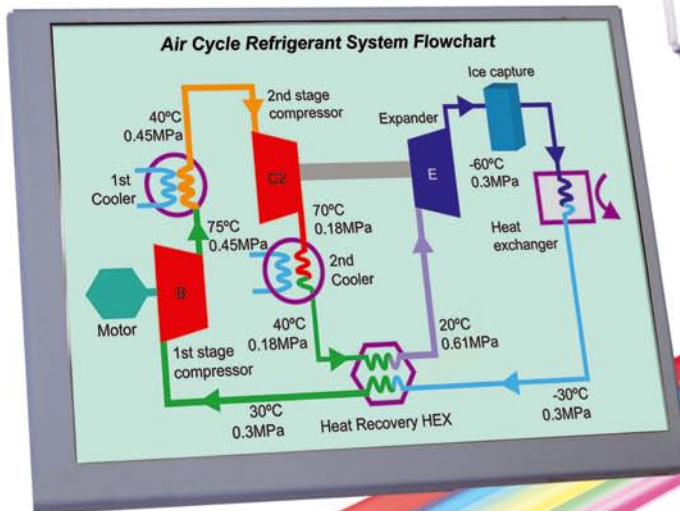 Air Cycle Refrigerant System Flowchart
Ice capture
40ºC
0.45MPa
2nd stage
compressor
Expander
1st
Cooler
C2
E
-60ºC
0.3MPa
75ºC
0.45MPa
70ºC
0.18MPa
Heat
exchanger
B
2nd
Cooler
Motor
1st stage
compressor
40ºC
0.18MPa
20ºC
0.61MPa
30ºC
0.3MPa
Heat Recovery HEX
-30ºC
0.3MPa